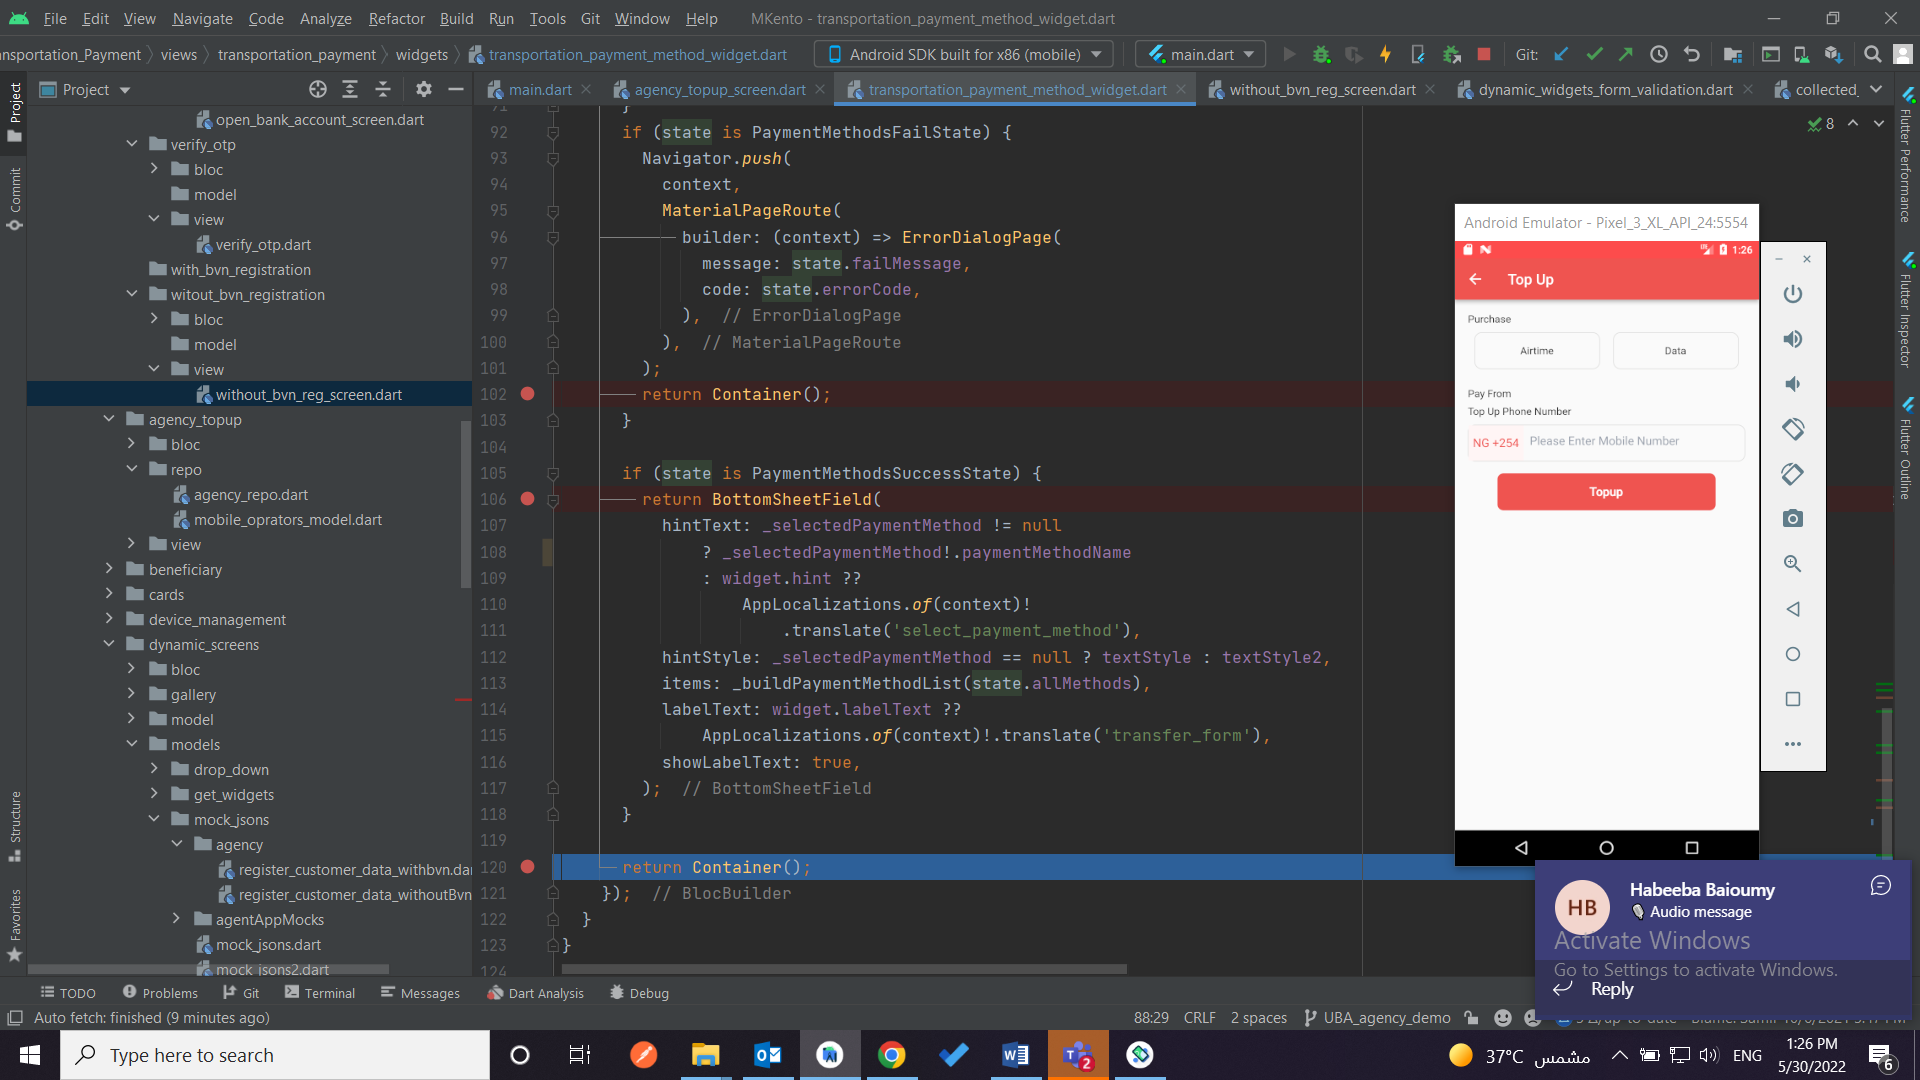 File Edit View Navigate Code Analyze Refactor Build Run Tools Git Window Help MKento - transportation_payment_method_widget.dart
nsportation_Payment views transportation_payment widgets transportation_payment_method_widget.dart Android SDK built for x86 (mobile) main.dart Git:
Project main.dart agency_topup_screen.dart transportation_payment_method_widget.dart without_bvn_reg_screen.dart dynamic_widgets_form_validation.dart collected_
Project
Commit
Structure
Favorites
open_bank_account_screen.dart
verify_otp
bloc
model
view
verify_otp.dart
with_bvn_registration
witout_bvn_registration
bloc
model
view
without_bvn_reg_screen.dart
agency_topup
bloc
repo
agency_repo.dart
mobile_oprators_model.dart
view
beneficiary
cards
device_management
dynamic_screens
bloc
gallery
model
models
drop_down
get_widgets
mock_jsons
agency
register_customer_data_withbvn.dar
register_customer_data_withoutBvn
agentAppMocks
mock_jsons.dart
mock_jsons2.dart
8
91 }
92 if (state is PaymentMethodsFailState) {
93 Navigator.push(
94 context,
95 MaterialPageRoute(
96 builder: (context) => ErrorDialogPage(
97 message: state.failMessage,
98 code: state.errorCode,
99 ), // ErrorDialogPage
100 ), // MaterialPageRoute
101 );
102 return Container();
103 }
104
105 if (state is PaymentMethodsSuccessState) {
106 return BottomSheetField(
107 hintText: _selectedPaymentMethod != null
108 ? _selectedPaymentMethod!.paymentMethodName
109 : widget.hint ??
110 AppLocalizations.of(context)!
111 .translate('select_payment_method'),
112 hintStyle: _selectedPaymentMethod == null ? textStyle : textStyle2,
113 items: _buildPaymentMethodList(state.allMethods),
114 labelText: widget.labelText ??
115 AppLocalizations.of(context)!.translate('transfer_form'),
116 showLabelText: true,
117 ); // BottomSheetField
118 }
119
120 return Container();
121 }); // BlocBuilder
122 }
123 }
124
Android Emulator - Pixel_3_XL_API_24:5554
1:26
Top Up
Purchase
Airtime Data
Pay From
Top Up Phone Number
NG +254 Please Enter Mobile Number
Topup
Flutter Performance
Flutter Inspector
Flutter Outline
HB Habeeba Baioumy
Audio message
Activate Windows
Go to Settings to activate Windows.
Reply
TODO Problems Git Terminal Messages Dart Analysis Debug
Auto fetch: finished (9 minutes ago) 88:29 CRLF 2 spaces UBA_agency_demo
Type here to search 2 37°C مشمس ENG 1:26 PM
5/30/2022 6